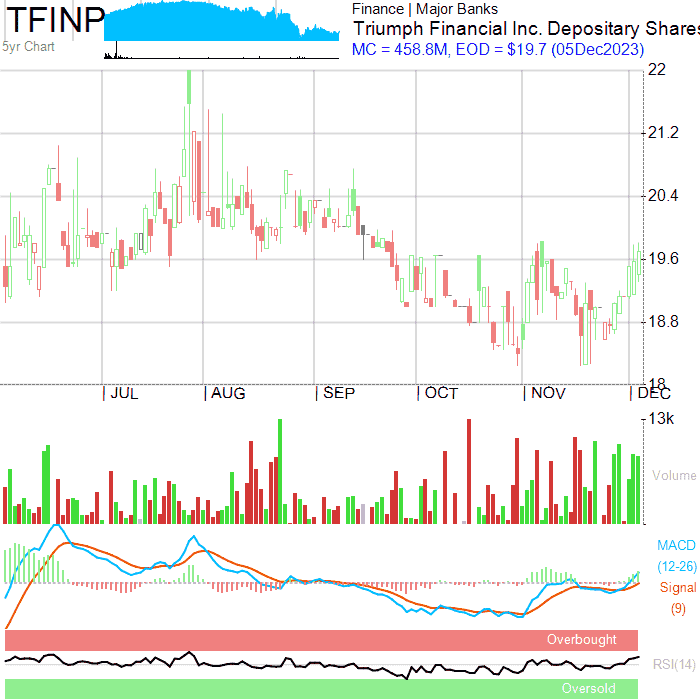 TFINP
5yr Chart
Finance | Major Banks
Triumph Financial Inc. Depositary Shares
MC = 458.8M, EOD = $19.7 (05Dec2023)
22
21.2
20.4
19.6
18.8
18
| JUL | AUG | SEP | OCT | NOV | DEC
13k
Volume
MACD
(12-26)
Signal
(9)
Overbought
RSI(14)
Oversold